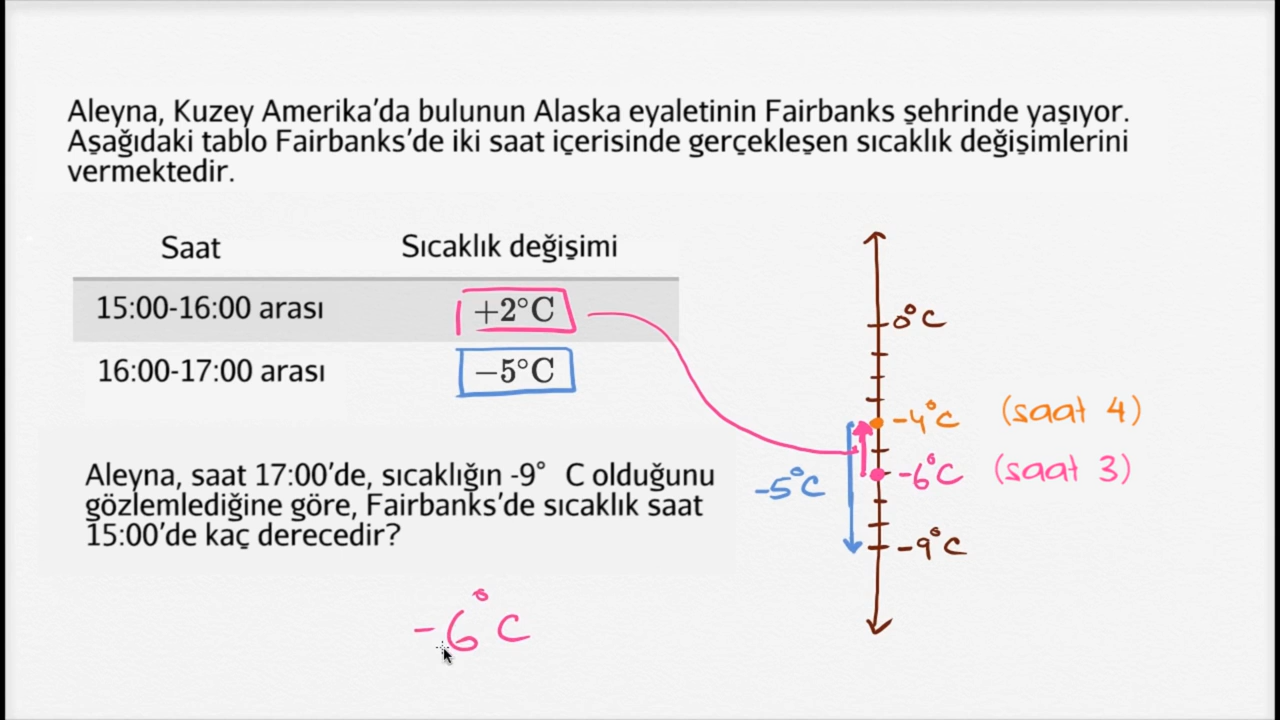 Aleyna, Kuzey Amerika'da bulunun Alaska eyaletinin Fairbanks şehrinde yaşıyor.
Aşağıdaki tablo Fairbanks'de iki saat içerisinde gerçekleşen sıcaklık değişimlerini
vermektedir.
Saat Sıcaklık değişimi
15:00-16:00 arası +2°C
16:00-17:00 arası −5°C
Aleyna, saat 17:00'de, sıcaklığın -9° C olduğunu
gözlemlediğine göre, Fairbanks'de sıcaklık saat
15:00'de kaç derecedir?
-6°C
0°C
-4°C (saat 4)
-6°C (saat 3)
-5°C
-9°C